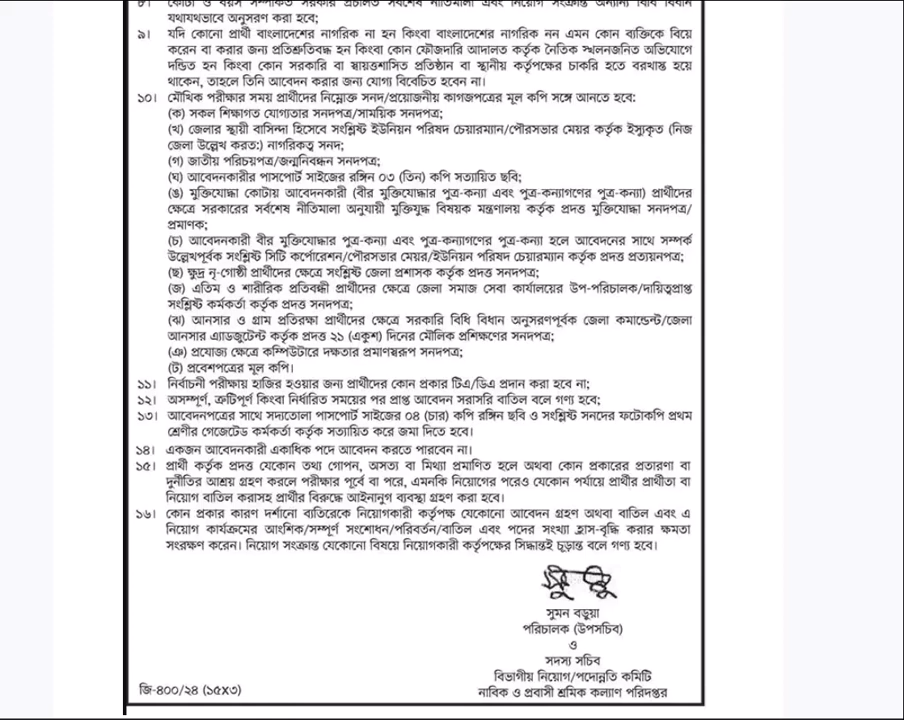 ৮। কোটা ও বয়স সম্পর্কিত সরকার প্রচলিত সর্বশেষ নীতিমালা এবং নিয়োগ সংক্রান্ত অন্যান্য বিধি বিধান
যথাযথভাবে অনুসরণ করা হবে;
৯। যদি কোনো প্রার্থী বাংলাদেশের নাগরিক না হন কিংবা বাংলাদেশের নাগরিক নন এমন কোন ব্যক্তিকে বিয়ে
করেন বা করার জন্য প্রতিশ্রুতিবদ্ধ হন কিংবা কোন ফৌজদারি আদালত কর্তৃক নৈতিক স্খলনজনিত অভিযোগে
দন্ডিত হন কিংবা কোন সরকারি বা স্বায়ত্তশাসিত প্রতিষ্ঠান বা স্থানীয় কর্তৃপক্ষের চাকরি হতে বরখাস্ত হয়ে
থাকেন, তাহলে তিনি আবেদন করার জন্য যোগ্য বিবেচিত হবেন না।
১০। মৌখিক পরীক্ষার সময় প্রার্থীদের নিম্নোক্ত সনদ/প্রয়োজনীয় কাগজপত্রের মূল কপি সঙ্গে আনতে হবে:
(ক) সকল শিক্ষাগত যোগ্যতার সনদপত্র/সাময়িক সনদপত্র;
(খ) জেলার স্থায়ী বাসিন্দা হিসেবে সংশ্লিষ্ট ইউনিয়ন পরিষদ চেয়ারম্যান/পৌরসভার মেয়র কর্তৃক ইস্যুকৃত (নিজ
জেলা উল্লেখ করত:) নাগরিকত্ব সনদ;
(গ) জাতীয় পরিচয়পত্র/জন্মনিবন্ধন সনদপত্র;
(ঘ) আবেদনকারীর পাসপোর্ট সাইজের রঙ্গিন ০৩ (তিন) কপি সত্যায়িত ছবি;
(ঙ) মুক্তিযোদ্ধা কোটায় আবেদনকারী (বীর মুক্তিযোদ্ধার পুত্র-কন্যা এবং পুত্র-কন্যাগণের পুত্র-কন্যা) প্রার্থীদের
ক্ষেত্রে সরকারের সর্বশেষ নীতিমালা অনুযায়ী মুক্তিযুদ্ধ বিষয়ক মন্ত্রণালয় কর্তৃক প্রদত্ত মুক্তিযোদ্ধা সনদপত্র/
প্রমাণক;
(চ) আবেদনকারী বীর মুক্তিযোদ্ধার পুত্র-কন্যা এবং পুত্র-কন্যাগণের পুত্র-কন্যা হলে আবেদনের সাথে সম্পর্ক
উল্লেখপূর্বক সংশ্লিষ্ট সিটি কর্পোরেশন/পৌরসভার মেয়র/ইউনিয়ন পরিষদ চেয়ারম্যান কর্তৃক প্রদত্ত প্রত্যয়নপত্র;
(ছ) ক্ষুদ্র নৃ-গোষ্ঠী প্রার্থীদের ক্ষেত্রে সংশ্লিষ্ট জেলা প্রশাসক কর্তৃক প্রদত্ত সনদপত্র;
(জ) এতিম ও শারীরিক প্রতিবন্ধী প্রার্থীদের ক্ষেত্রে জেলা সমাজ সেবা কার্যালয়ের উপ-পরিচালক/দায়িত্বপ্রাপ্ত
সংশ্লিষ্ট কর্মকর্তা কর্তৃক প্রদত্ত সনদপত্র;
(ঝ) আনসার ও গ্রাম প্রতিরক্ষা প্রার্থীদের ক্ষেত্রে সরকারি বিধি বিধান অনুসরণপূর্বক জেলা কমান্ডেন্ট/জেলা
আনসার এ্যাডজুটেন্ট কর্তৃক প্রদত্ত ২১ (একুশ) দিনের মৌলিক প্রশিক্ষণের সনদপত্র;
(ঞ) প্রযোজ্য ক্ষেত্রে কম্পিউটারে দক্ষতার প্রমাণস্বরূপ সনদপত্র;
(ট) প্রবেশপত্রের মূল কপি।
১১। নির্বাচনী পরীক্ষায় হাজির হওয়ার জন্য প্রার্থীদের কোন প্রকার টিএ/ডিএ প্রদান করা হবে না;
১২। অসম্পূর্ণ, ত্রুটিপূর্ণ কিংবা নির্ধারিত সময়ের পর প্রাপ্ত আবেদন সরাসরি বাতিল বলে গণ্য হবে;
১৩। আবেদনপত্রের সাথে সদ্যতোলা পাসপোর্ট সাইজের ০৪ (চার) কপি রঙ্গিন ছবি ও সংশ্লিষ্ট সনদের ফটোকপি প্রথম
শ্রেণীর গেজেটেড কর্মকর্তা কর্তৃক সত্যায়িত করে জমা দিতে হবে।
১৪। একজন আবেদনকারী একাধিক পদে আবেদন করতে পারবেন না।
১৫। প্রার্থী কর্তৃক প্রদত্ত যেকোন তথ্য গোপন, অসত্য বা মিথ্যা প্রমাণিত হলে অথবা কোন প্রকারের প্রতারণা বা
দুর্নীতির আশ্রয় গ্রহণ করলে পরীক্ষার পূর্বে বা পরে, এমনকি নিয়োগের পরেও যেকোন পর্যায়ে প্রার্থীর প্রার্থীতা বা
নিয়োগ বাতিল করাসহ প্রার্থীর বিরুদ্ধে আইনানুগ ব্যবস্থা গ্রহণ করা হবে।
১৬। কোন প্রকার কারণ দর্শানো ব্যতিরেকে নিয়োগকারী কর্তৃপক্ষ যেকোনো আবেদন গ্রহণ অথবা বাতিল এবং এ
নিয়োগ কার্যক্রমের আংশিক/সম্পূর্ণ সংশোধন/পরিবর্তন/বাতিল এবং পদের সংখ্যা হ্রাস-বৃদ্ধি করার ক্ষমতা
সংরক্ষণ করেন। নিয়োগ সংক্রান্ত যেকোনো বিষয়ে নিয়োগকারী কর্তৃপক্ষের সিদ্ধান্তই চূড়ান্ত বলে গণ্য হবে।
সুমন বড়ুয়া
পরিচালক (উপসচিব)
ও
সদস্য সচিব
বিভাগীয় নিয়োগ/পদোন্নতি কমিটি
নাবিক ও প্রবাসী শ্রমিক কল্যাণ পরিদপ্তর
জি-৪০০/২৪ (১৫X৩)